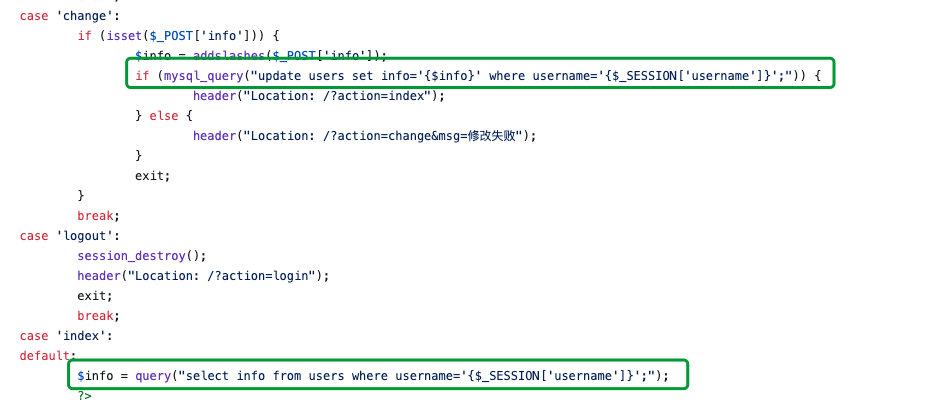 case 'change':
if (isset($_POST['info'])) {
$info = addslashes($_POST['info']);
if (mysql_query("update users set info='{$info}' where username='{$_SESSION['username']}';")) {
header("Location: /?action=index");
} else {
header("Location: /?action=change&msg=修改失败");
}
exit;
}
break;
case 'logout':
session_destroy();
header("Location: /?action=login");
exit;
break;
case 'index':
default:
$info = query("select info from users where username='{$_SESSION['username']}';");
?>